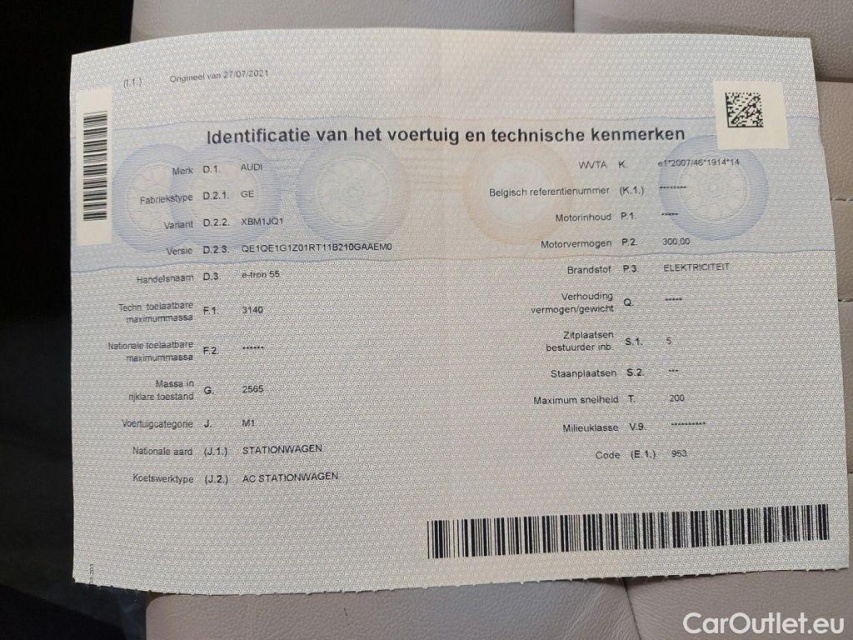 (I.1.) Origineel van 27/07/2021
Identificatie van het voertuig en technische kenmerken
Merk D.1. AUDI
Fabriekstype D.2.1. GE
Variant D.2.2. XBM1JQ1
Versie D.2.3. QE1QE1G1Z01RT11B210GAAEM0
Handelsnaam D.3. e-tron 55
Techn. toelaatbare
maximummassa F.1. 3140
Nationale toelaatbare
maximummassa F.2. ******
Massa in
rijklare toestand G. 2565
Voertuigcategorie J. M1
Nationale aard (J.1.) STATIONWAGEN
Koetswerktype (J.2.) AC STATIONWAGEN
WVTA K. e1*2007/46*1914*14
Belgisch referentienummer (K.1.) ********
Motorinhoud P.1. *****
Motorvermogen P.2. 300,00
Brandstof P.3. ELEKTRICITEIT
Verhouding
vermogen/gewicht Q. *****
Zitplaatsen
bestuurder inb. S.1. 5
Staanplaatsen S.2. ***
Maximum snelheid T. 200
Milieuklasse V.9. **********
Code (E.1.) 953
CarOutlet.eu